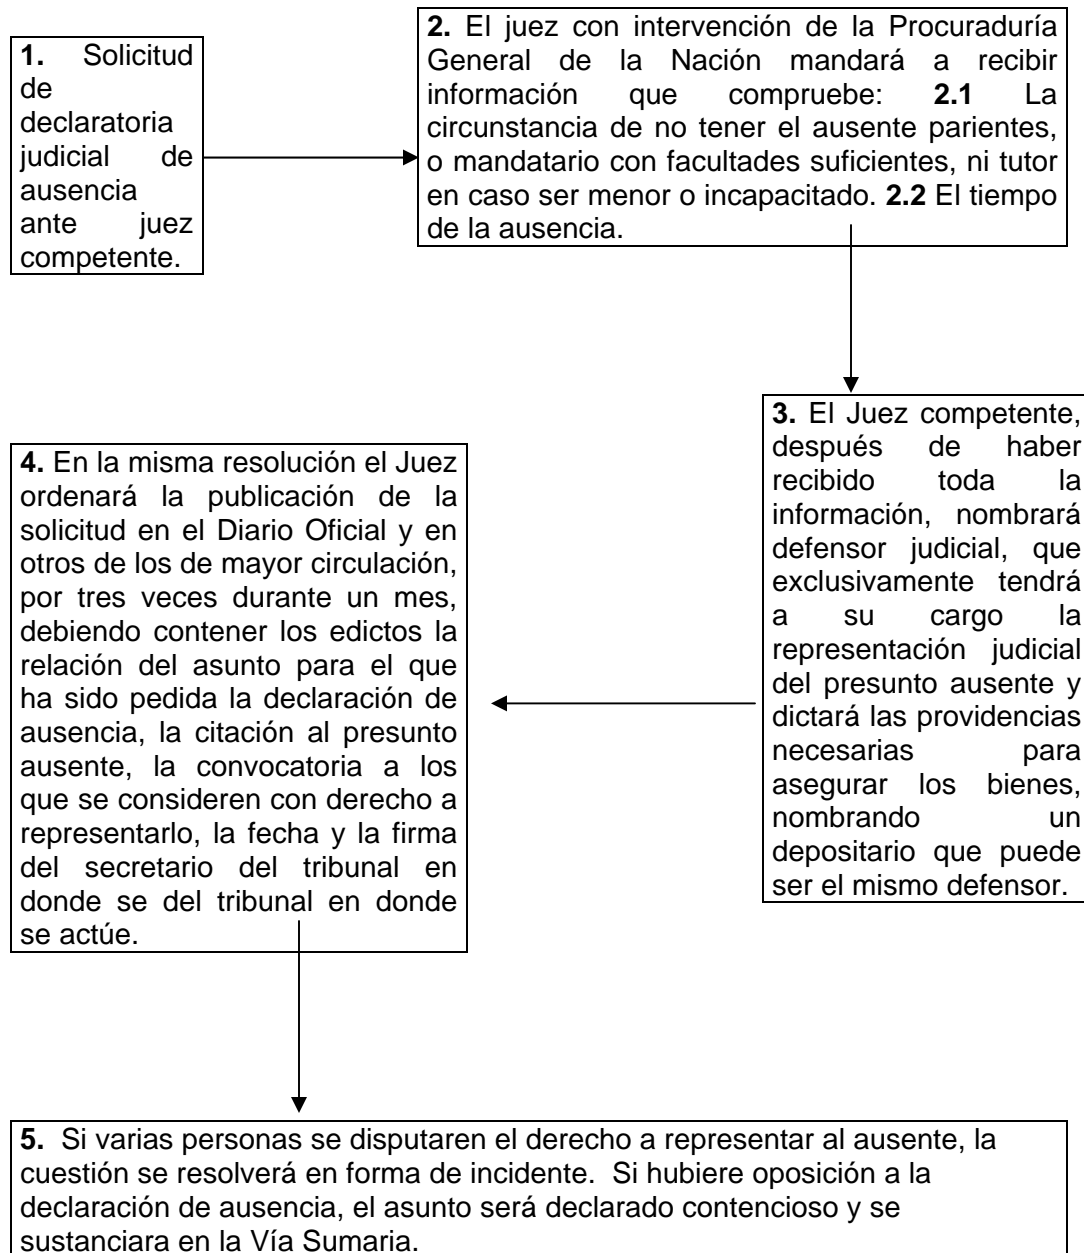 1. Solicitud
de
declaratoria
judicial de
ausencia
ante juez
competente.
2. El juez con intervención de la Procuraduría
General de la Nación mandará a recibir
información que compruebe: 2.1 La
circunstancia de no tener el ausente parientes,
o mandatario con facultades suficientes, ni tutor
en caso ser menor o incapacitado. 2.2 El tiempo
de la ausencia.
3. El Juez competente,
después de haber
recibido toda la
información, nombrará
defensor judicial, que
exclusivamente tendrá
a su cargo la
representación judicial
del presunto ausente y
dictará las providencias
necesarias para
asegurar los bienes,
nombrando un
depositario que puede
ser el mismo defensor.
4. En la misma resolución el Juez
ordenará la publicación de la
solicitud en el Diario Oficial y en
otros de los de mayor circulación,
por tres veces durante un mes,
debiendo contener los edictos la
relación del asunto para el que
ha sido pedida la declaración de
ausencia, la citación al presunto
ausente, la convocatoria a los
que se consideren con derecho a
representarlo, la fecha y la firma
del secretario del tribunal en
donde se del tribunal en donde
se actúe.
5. Si varias personas se disputaren el derecho a representar al ausente, la
cuestión se resolverá en forma de incidente. Si hubiere oposición a la
declaración de ausencia, el asunto será declarado contencioso y se
sustanciara en la Vía Sumaria.